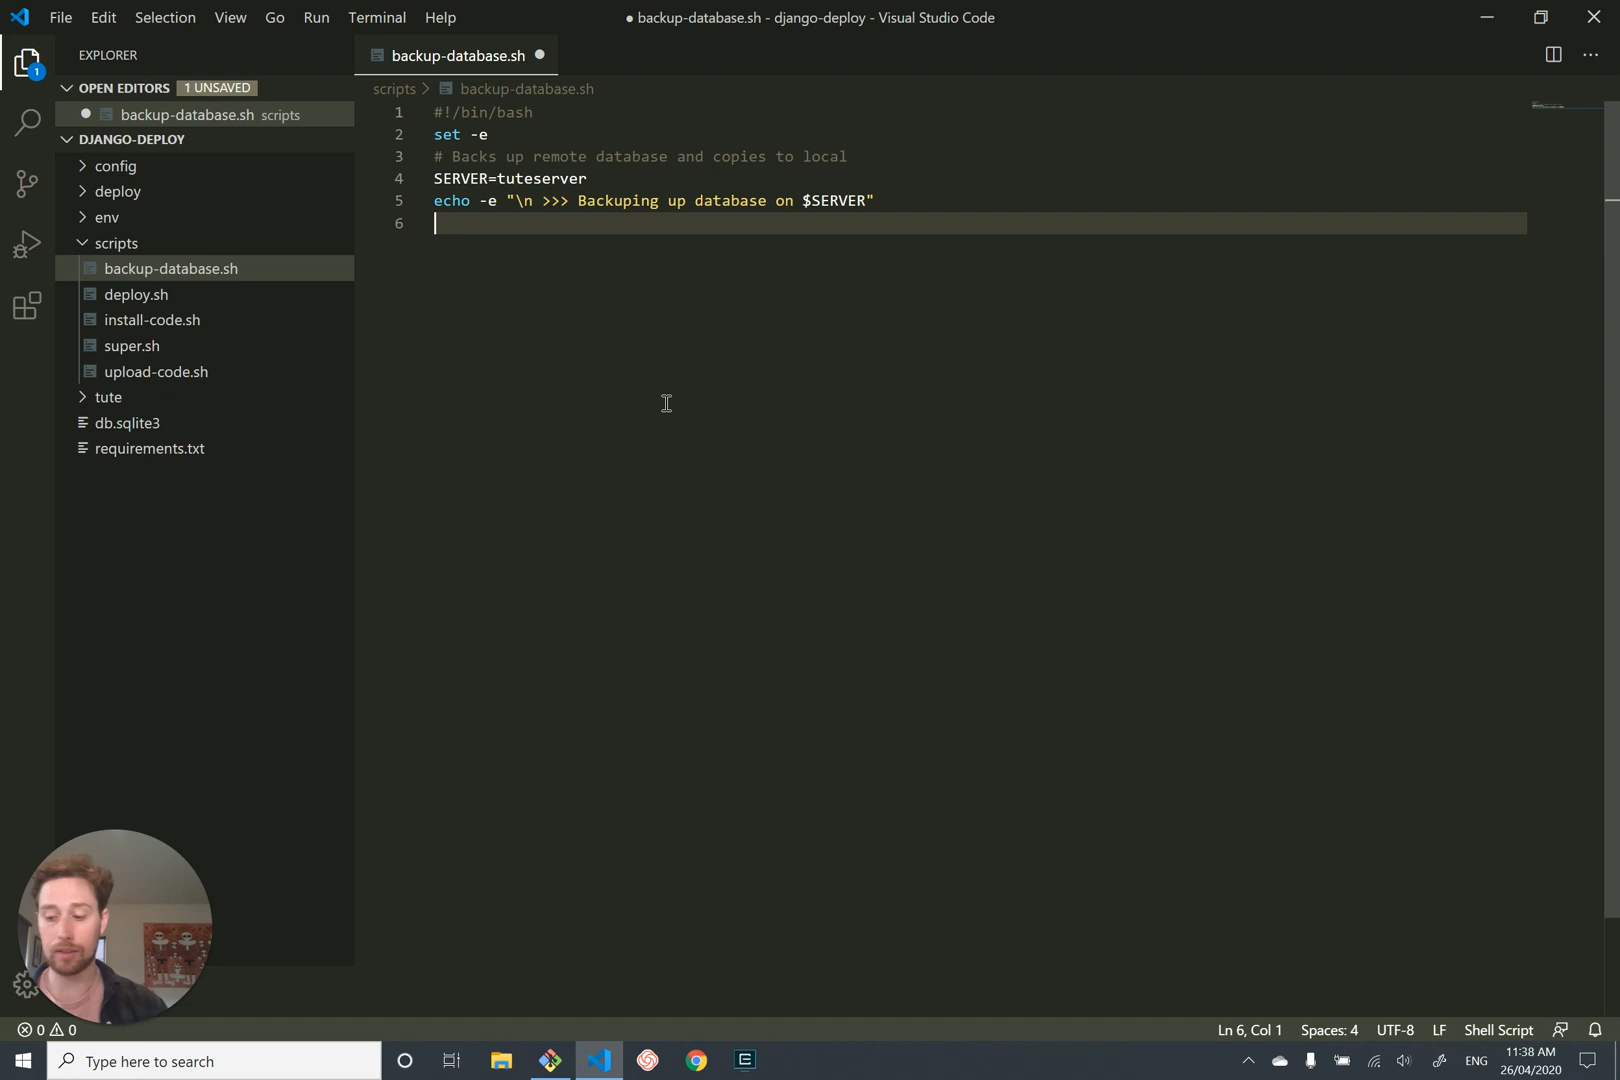 File Edit Selection View Go Run Terminal Help
● backup-database.sh - django-deploy - Visual Studio Code
EXPLORER
backup-database.sh
OPEN EDITORS 1 UNSAVED
scripts > backup-database.sh
backup-database.sh scripts
DJANGO-DEPLOY
config
deploy
env
scripts
backup-database.sh
deploy.sh
install-code.sh
super.sh
upload-code.sh
tute
db.sqlite3
requirements.txt
1 #!/bin/bash
2 set -e
3 # Backs up remote database and copies to local
4 SERVER=tuteserver
5 echo -e "\n >>> Backuping up database on $SERVER"
6
1
0 0
Ln 6, Col 1 Spaces: 4 UTF-8 LF Shell Script
Type here to search
ENG
11:38 AM
26/04/2020